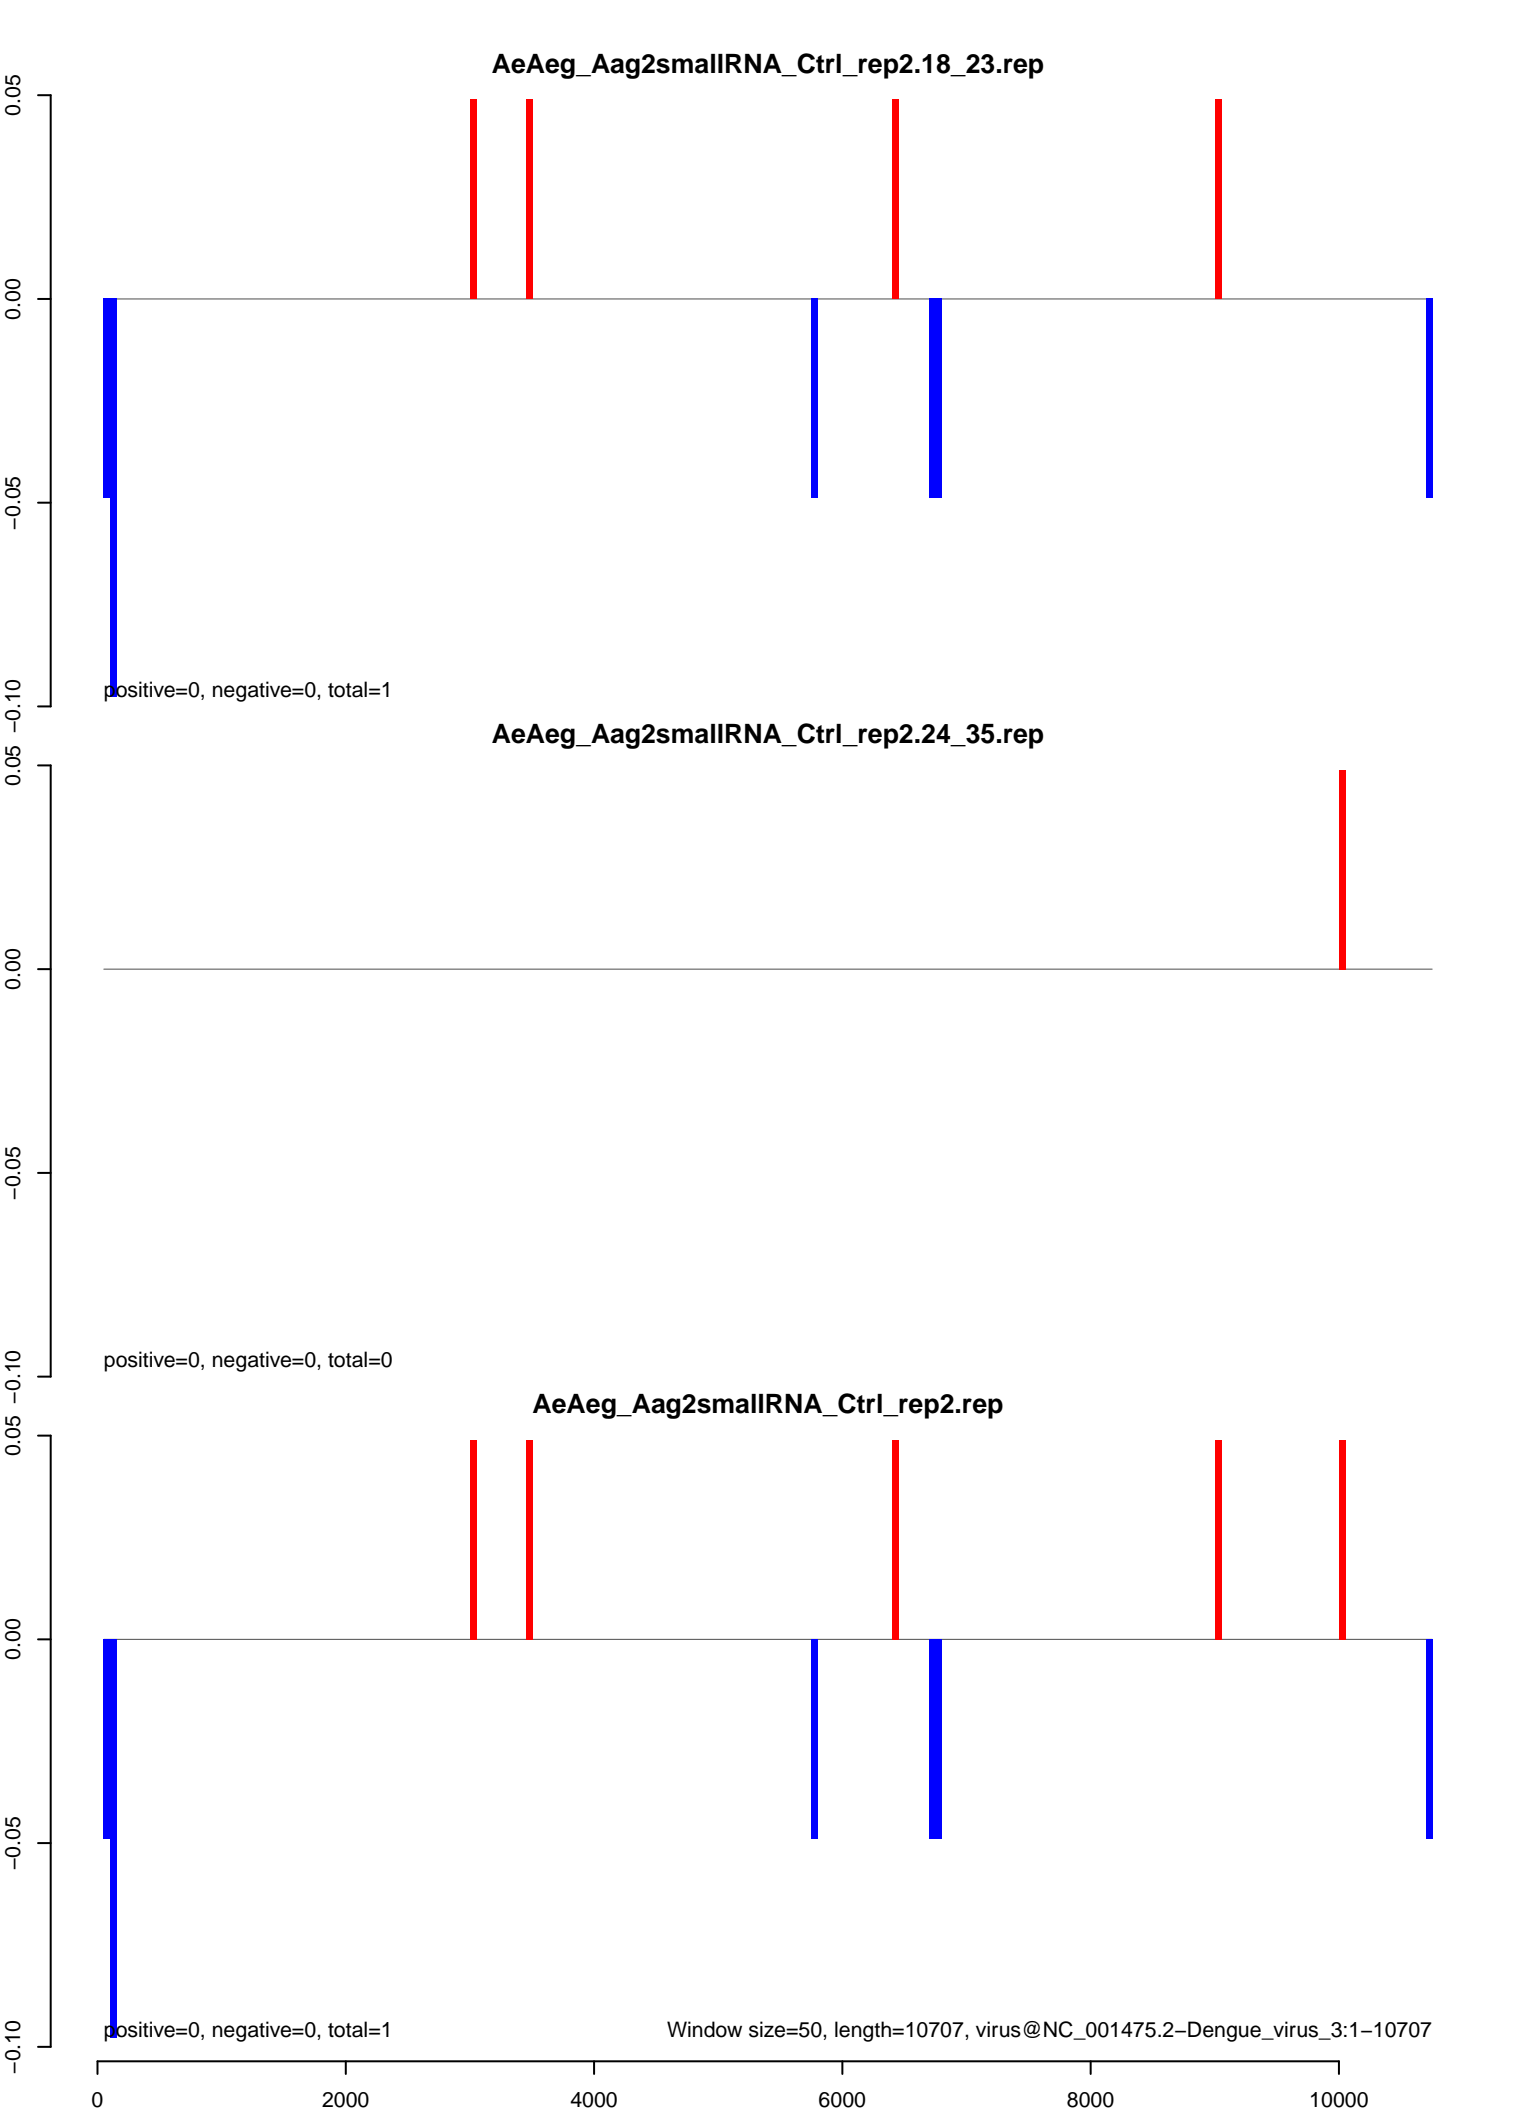 AeAeg_Aag2smallRNA_Ctrl_rep2.18_23.rep
0.05
0.00
−0.05
−0.10
positive=0, negative=0, total=1
AeAeg_Aag2smallRNA_Ctrl_rep2.24_35.rep
0.05
0.00
−0.05
−0.10
positive=0, negative=0, total=0
AeAeg_Aag2smallRNA_Ctrl_rep2.rep
0.05
0.00
−0.05
−0.10
positive=0, negative=0, total=1
Window size=50, length=10707, virus@NC_001475.2−Dengue_virus_3:1−10707
0 2000 4000 6000 8000 10000